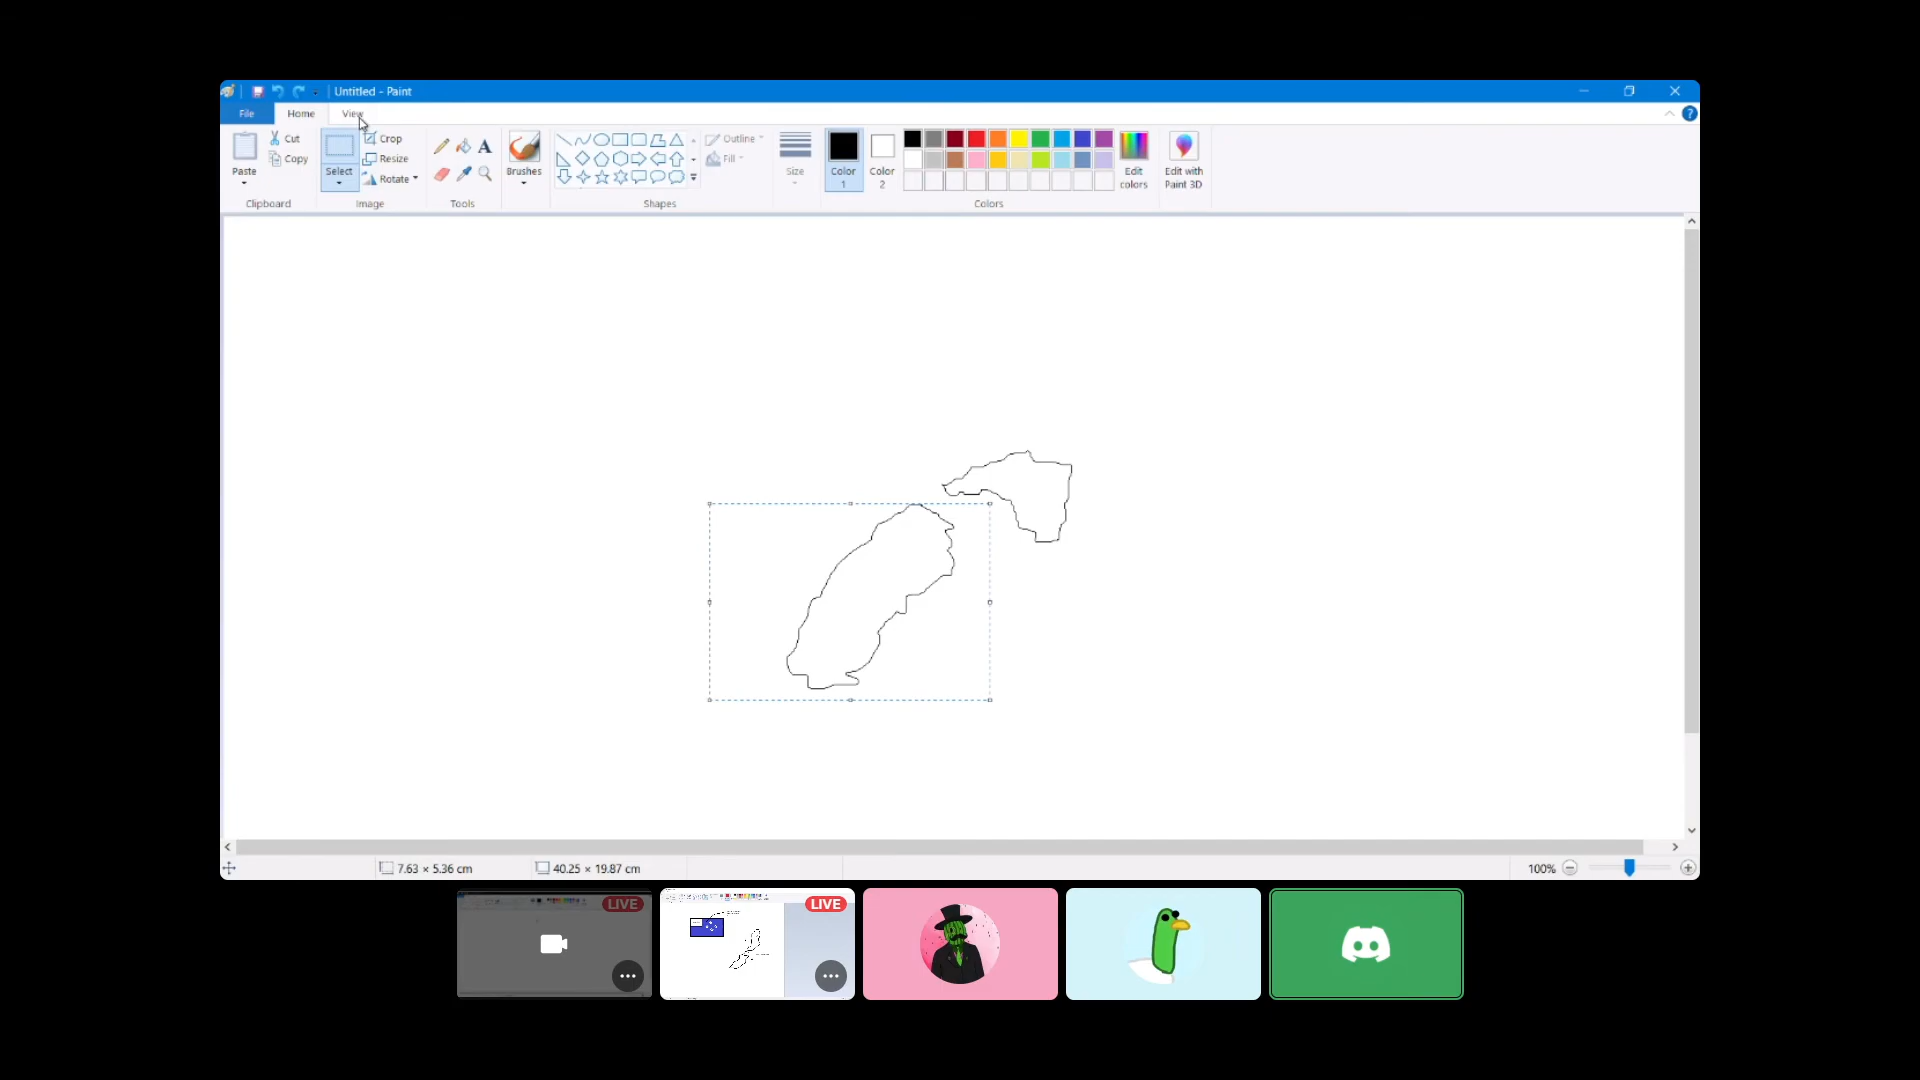 Untitled - Paint
File Home View
Paste
Cut
Copy
Clipboard
Select
Crop
Resize
Rotate
Image
A
Tools
Brushes
Outline
Fill
Shapes
Size
Color
1
Color
2
Edit
colors
Colors
Edit with
Paint 3D
7.63 × 5.36 cm
40.25 × 19.87 cm
100%
LIVE
LIVE